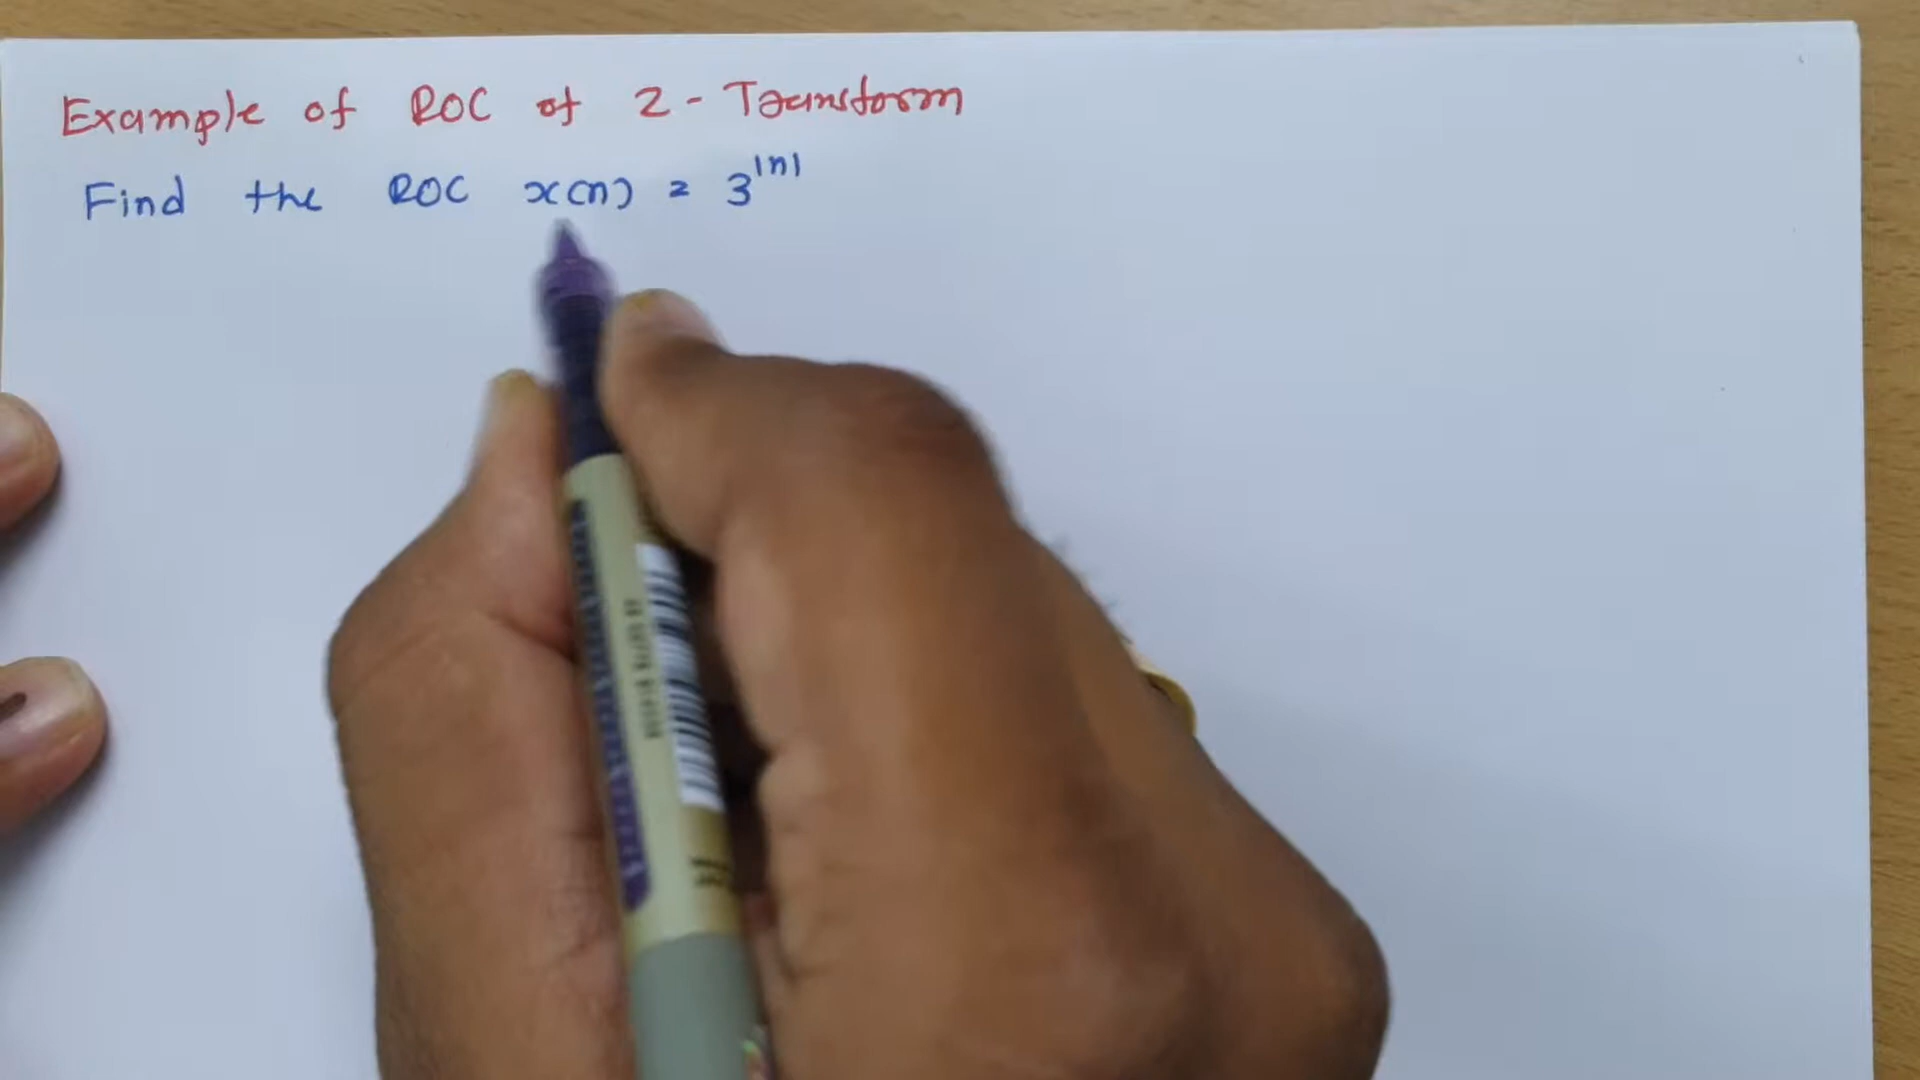 Example of ROC of Z-Transform
Find the ROC x(n) = 3^|n|